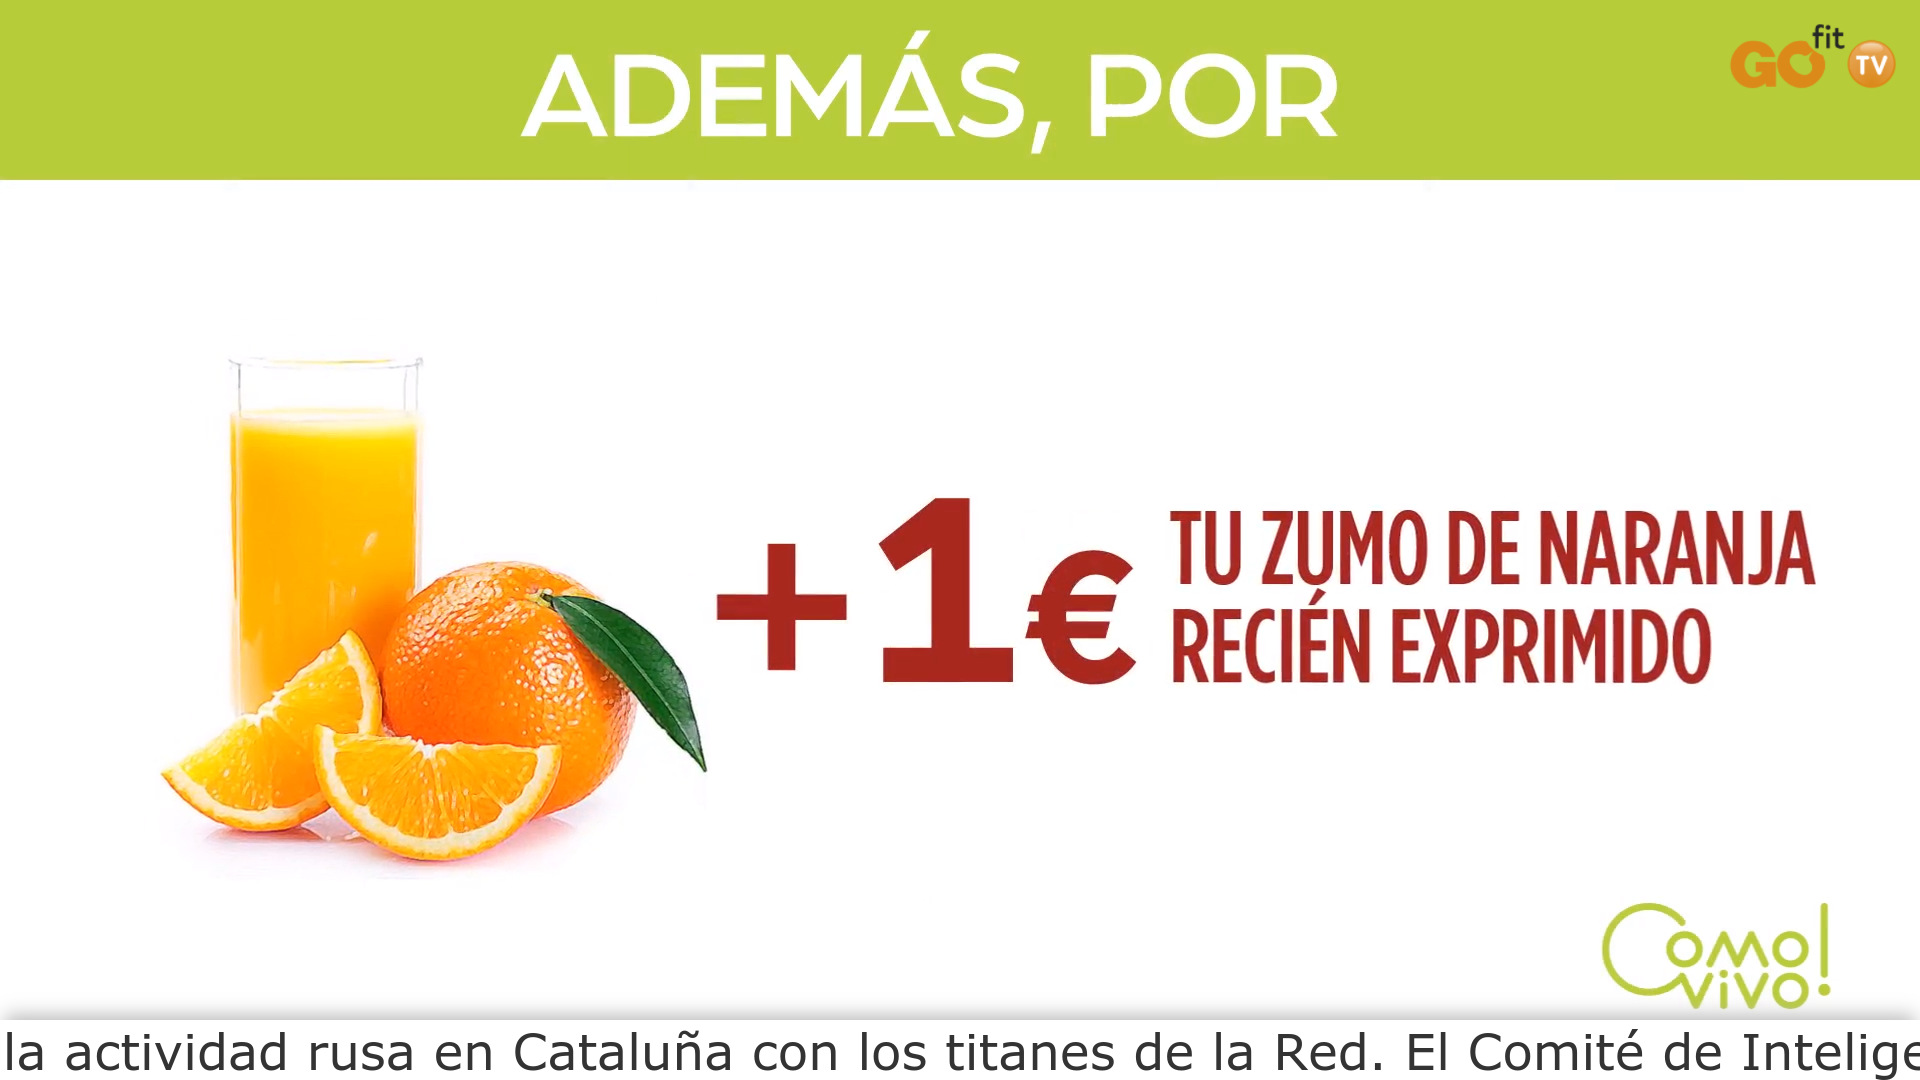 ADEMÁS, POR
GO fit TV
+1€
TU ZUMO DE NARANJA
RECIÉN EXPRIMIDO
Como!
vivo!
la actividad rusa en Cataluña con los titanes de la Red. El Comité de Intelige